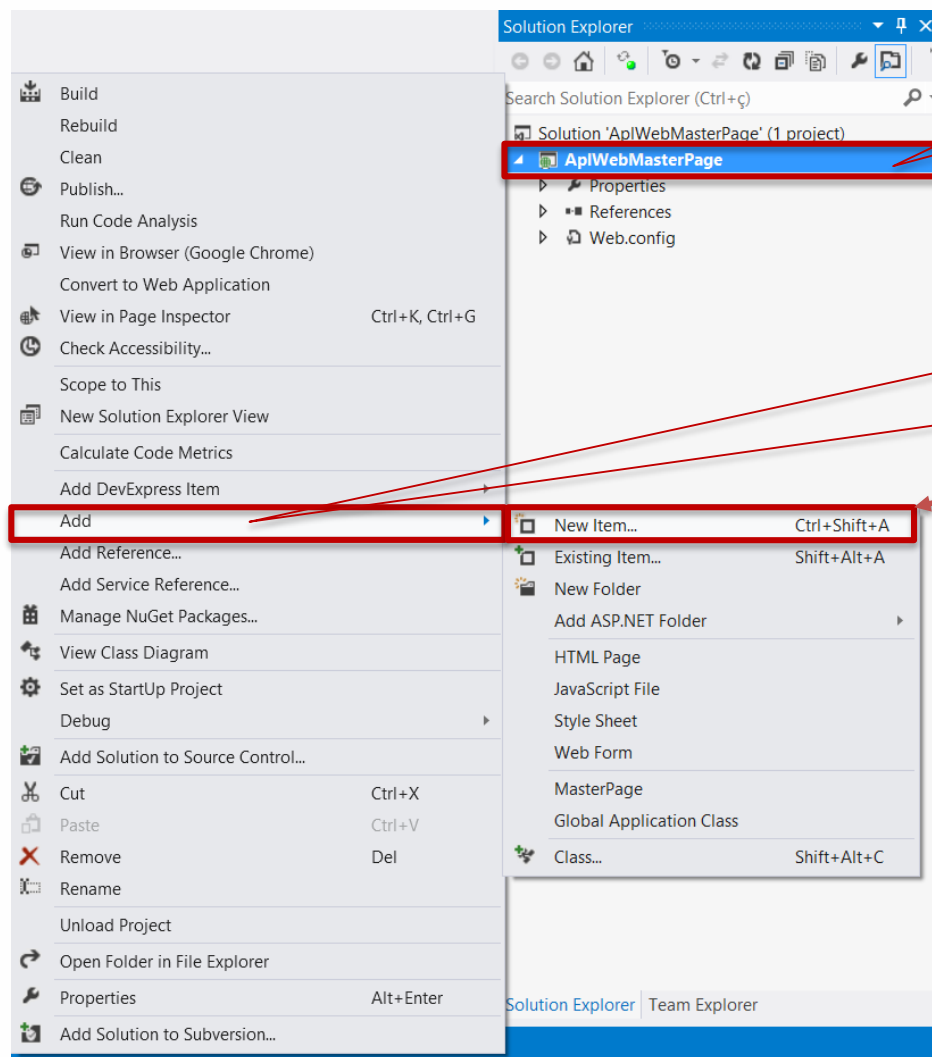 Solution Explorer
Search Solution Explorer (Ctrl+ç)
Solution 'AplWebMasterPage' (1 project)
AplWebMasterPage
Properties
References
Web.config
Build
Rebuild
Clean
Publish...
Run Code Analysis
View in Browser (Google Chrome)
Convert to Web Application
View in Page Inspector Ctrl+K, Ctrl+G
Check Accessibility...
Scope to This
New Solution Explorer View
Calculate Code Metrics
Add DevExpress Item
Add
Add Reference...
Add Service Reference...
Manage NuGet Packages...
View Class Diagram
Set as StartUp Project
Debug
Add Solution to Source Control...
Cut Ctrl+X
Paste Ctrl+V
Remove Del
Rename
Unload Project
Open Folder in File Explorer
Properties Alt+Enter
Add Solution to Subversion...
New Item... Ctrl+Shift+A
Existing Item... Shift+Alt+A
New Folder
Add ASP.NET Folder
HTML Page
JavaScript File
Style Sheet
Web Form
MasterPage
Global Application Class
Class... Shift+Alt+C
Solution Explorer Team Explorer